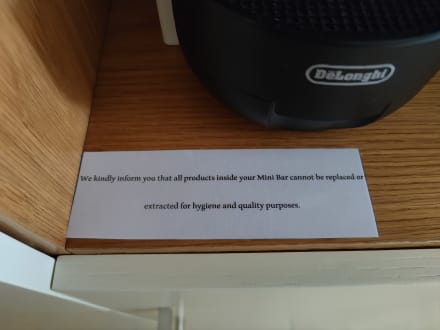 DeLonghi
We kindly inform you that all products inside your Mini Bar cannot be replaced or
extracted for hygiene and quality purposes.